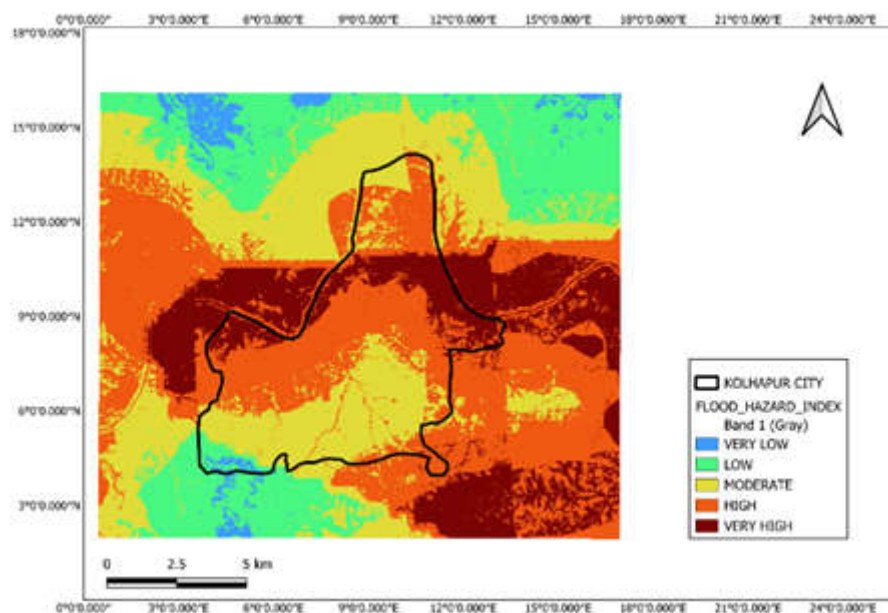 0°0'0.000" 3°0'0.000"E 6°0'0.000"E 9°0'0.000"E 12°0'0.000"E 15°0'0.000"E 18°0'0.000"E 21°0'0.000"E 24°0'0.000"E
18°0'0.000"N
15°0'0.000"N
12°0'0.000"N
9°0'0.000"N
6°0'0.000"N
3°0'0.000"N
KOLHAPUR CITY
FLOOD_HAZARD_INDEX
Band 1 (Gray)
VERY LOW
LOW
MODERATE
HIGH
VERY HIGH
0 2.5 5 km
0°0'0.000" 3°0'0.000"E 6°0'0.000"E 9°0'0.000"E 12°0'0.000"E 15°0'0.000"E 18°0'0.000"E 21°0'0.000"E 24°0'0.000"E